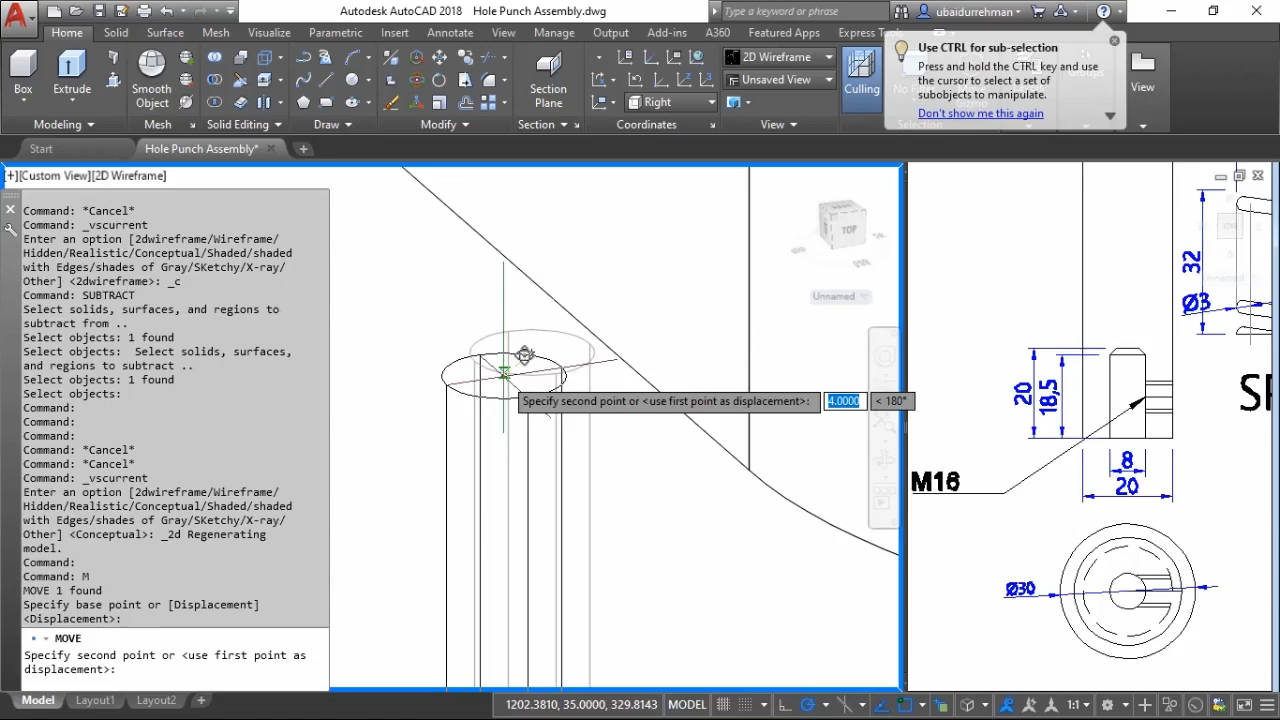 Autodesk AutoCAD 2018 Hole Punch Assembly.dwg
Type a keyword or phrase
ubaidurrehman
Home Solid Surface Mesh Visualize Parametric Insert Annotate View Manage Output Add-ins A360 Featured Apps Express
Use CTRL for sub-selection
Press and hold the CTRL key and use
the cursor to select a set of
subobjects to manipulate.
Don't show me this again
Box
Extrude
Smooth
Object
Section
Plane
2D Wireframe
Unsaved View
Right
Culling
View
Modeling
Mesh
Solid Editing
Draw
Modify
Section
Coordinates
View
Start
Hole Punch Assembly*
[+][Custom View][2D Wireframe]
Command: *Cancel*
Command: _vscurrent
Enter an option [2dwireframe/Wireframe/
Hidden/Realistic/Conceptual/Shaded/shaded
with Edges/shades of Gray/SKetchy/X-ray/
Other] <2dwireframe>: _c
Command: SUBTRACT
Select solids, surfaces, and regions to
subtract from ..
Select objects: 1 found
Select objects:  Select solids, surfaces,
and regions to subtract ..
Select objects: 1 found
Select objects:
Command:
Command:
Command:
Command: *Cancel*
Command: *Cancel*
Command: _vscurrent
Enter an option [2dwireframe/Wireframe/
Hidden/Realistic/Conceptual/Shaded/shaded
with Edges/shades of Gray/SKetchy/X-ray/
Other] <Conceptual>: _2d Regenerating
model.
Command:
Command: M
MOVE 1 found
Specify base point or [Displacement]
<Displacement>:
MOVE
Specify second point or <use first point as
displacement>:
TOP
Unnamed
Specify second point or <use first point as displacement>: 4.0000 < 180°
32
Ø3
20
18,5
8
20
M16
Ø30
Model Layout1 Layout2
1202.3810, 35.0000, 329.8143 MODEL
1:1